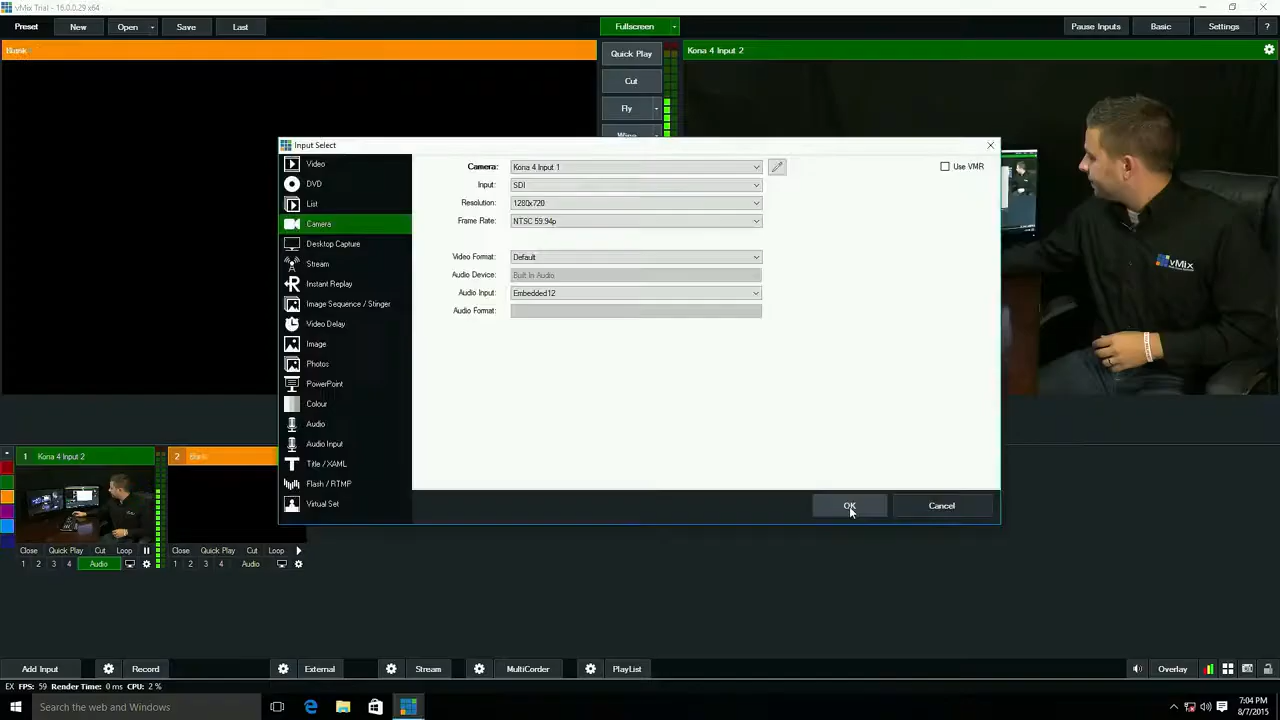 vMix Trial - 16.0.0.29 x64
Preset
New
Open
Save
Last
Fullscreen
Pause Inputs
Basic
Settings
?
Blank
Quick Play
Kona 4 Input 2
Cut
Fly
Wipe
vMix
Input Select
Video
DVD
List
Camera
Desktop Capture
Stream
Instant Replay
Image Sequence / Stinger
Video Delay
Image
Photos
PowerPoint
Colour
Audio
Audio Input
Title / XAML
Flash / RTMP
Virtual Set
Camera: Kona 4 Input 1
Use VMR
Input: SDI
Resolution: 1280x720
Frame Rate: NTSC 59.94p
Video Format: Default
Audio Device: Built In Audio
Audio Input: Embedded12
Audio Format:
OK
Cancel
1 Kona 4 Input 2
2 Blank
Close Quick Play Cut Loop
1 2 3 4 Audio
Close Quick Play Cut Loop
1 2 3 4 Audio
Add Input
Record
External
Stream
MultiCorder
PlayList
Overlay
EX FPS: 59 Render Time: 0 ms CPU: 2 %
Search the web and Windows
7:04 PM
8/7/2015